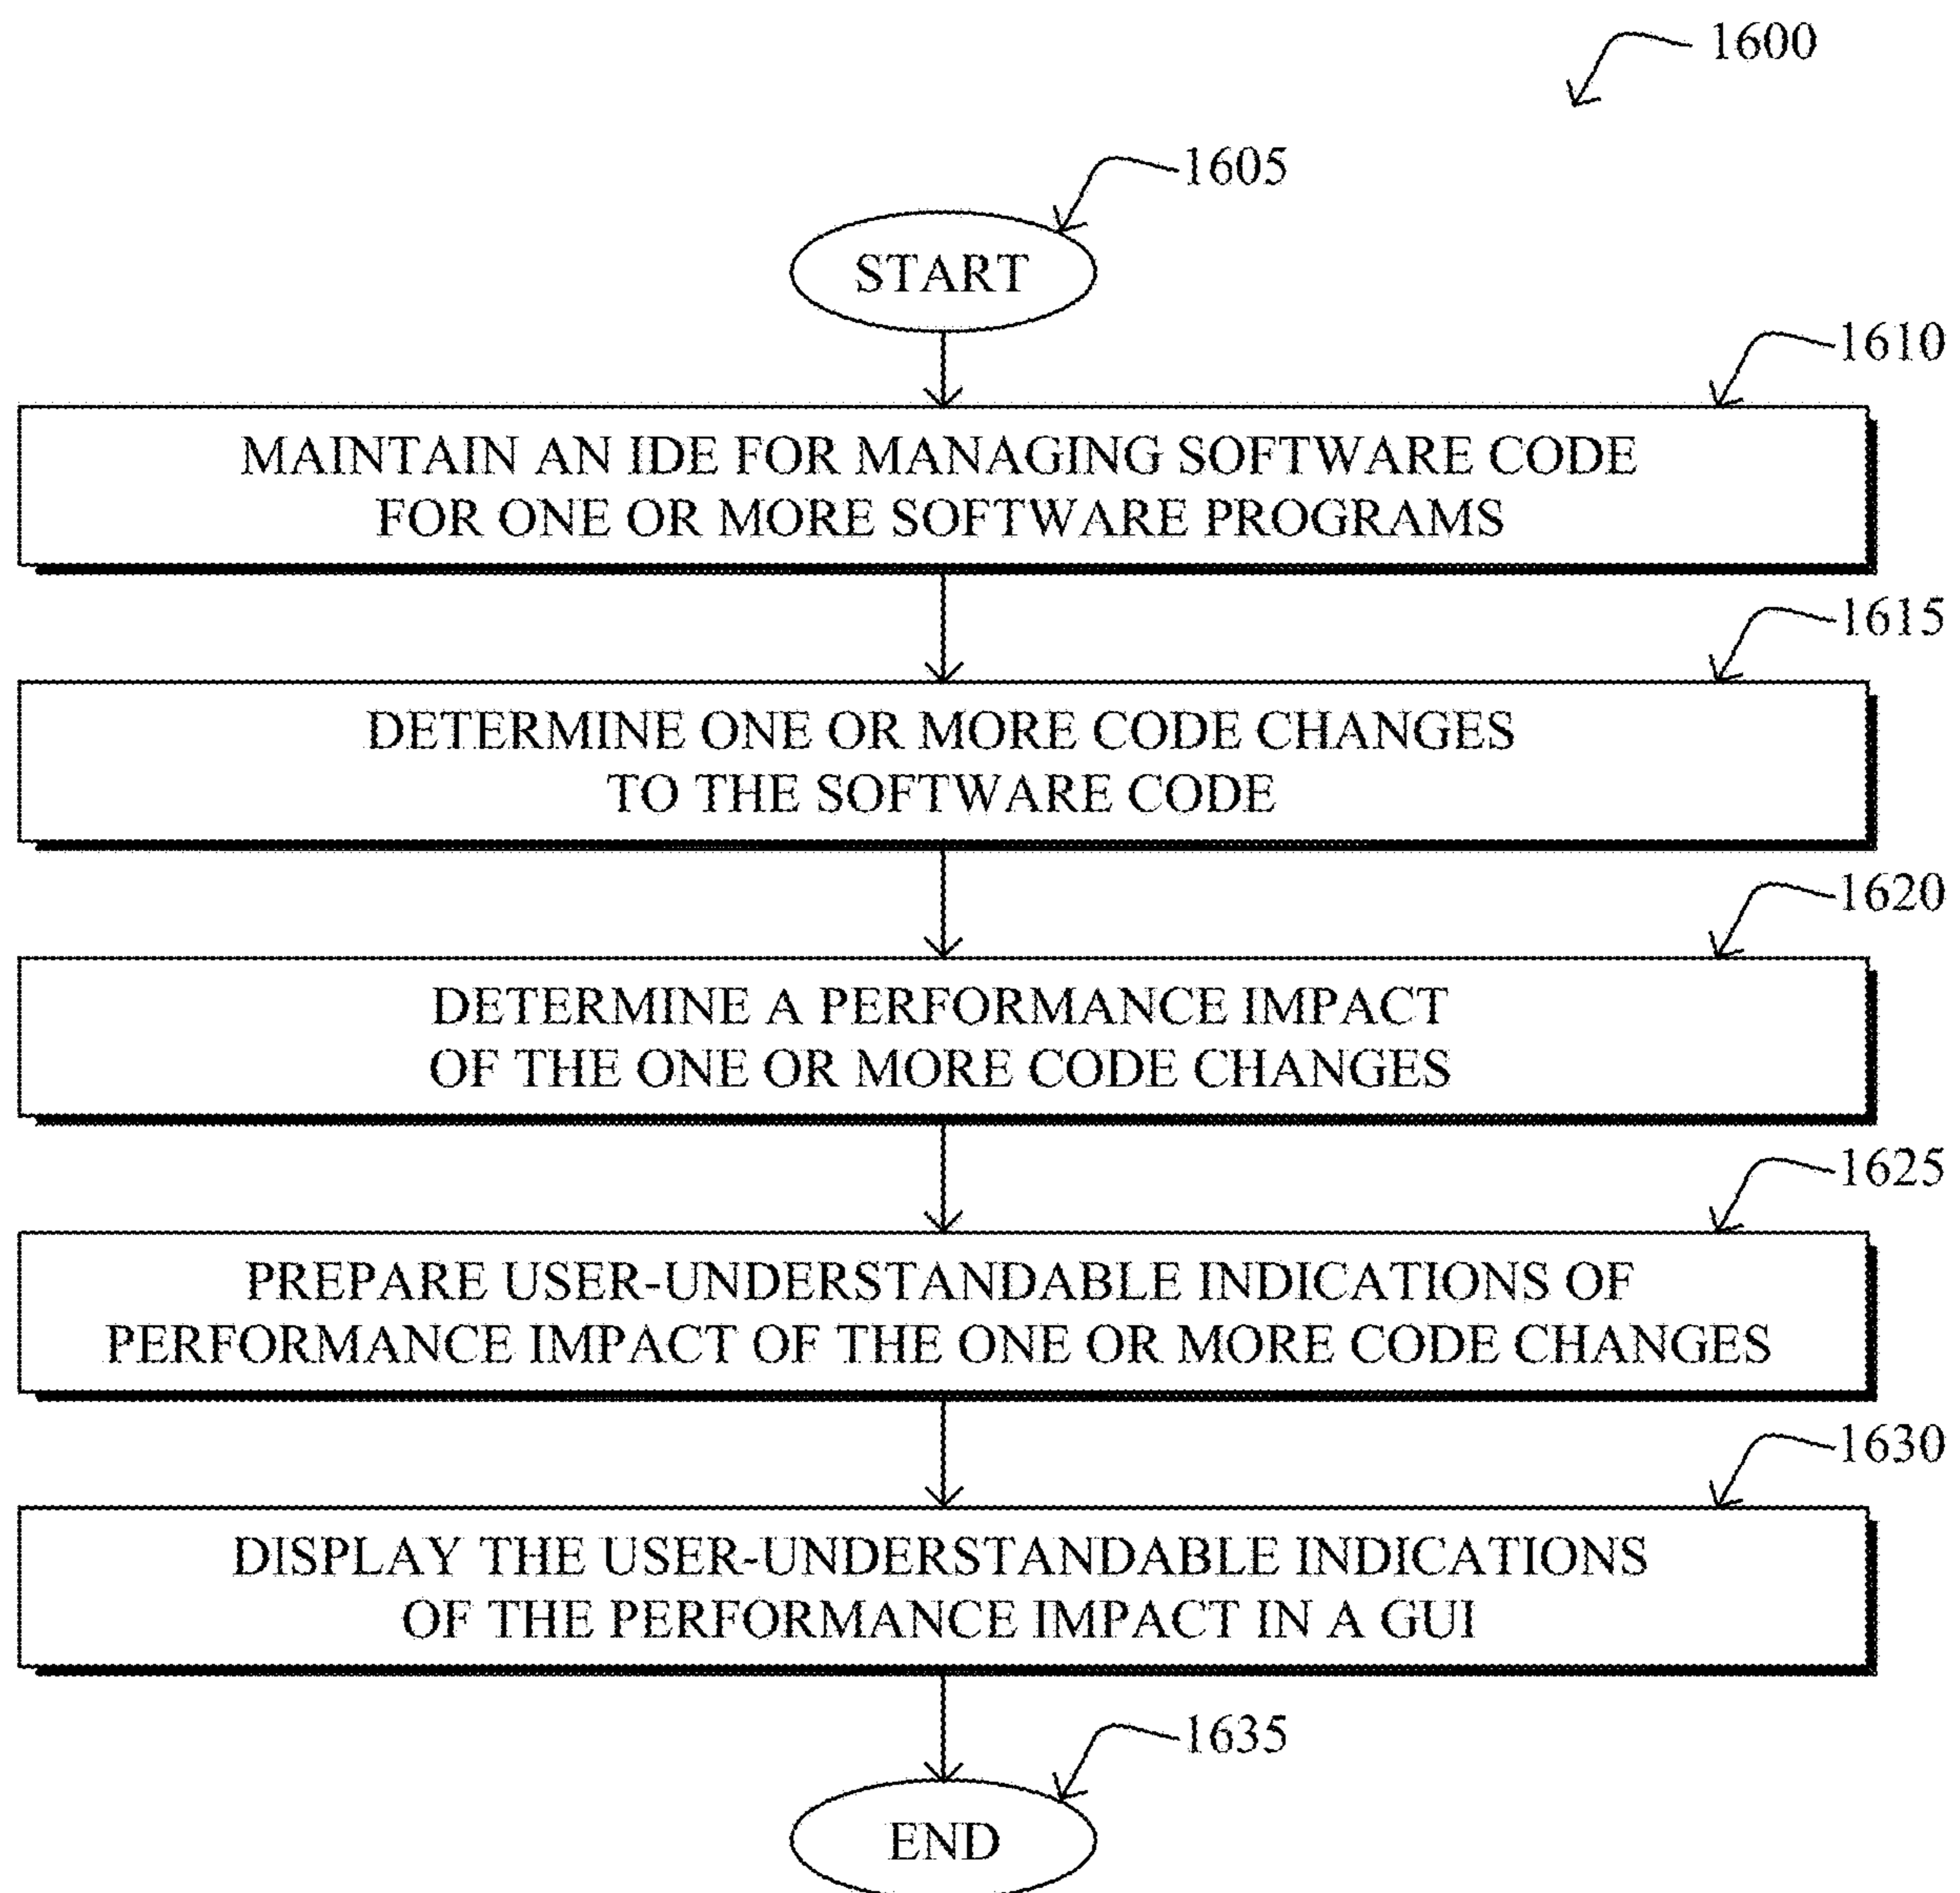 1600
1605
START
1610
MAINTAIN AN IDE FOR MANAGING SOFTWARE CODE
FOR ONE OR MORE SOFTWARE PROGRAMS
1615
DETERMINE ONE OR MORE CODE CHANGES
TO THE SOFTWARE CODE
1620
DETERMINE A PERFORMANCE IMPACT
OF THE ONE OR MORE CODE CHANGES
1625
PREPARE USER-UNDERSTANDABLE INDICATIONS OF
PERFORMANCE IMPACT OF THE ONE OR MORE CODE CHANGES
1630
DISPLAY THE USER-UNDERSTANDABLE INDICATIONS
OF THE PERFORMANCE IMPACT IN A GUI
1635
END